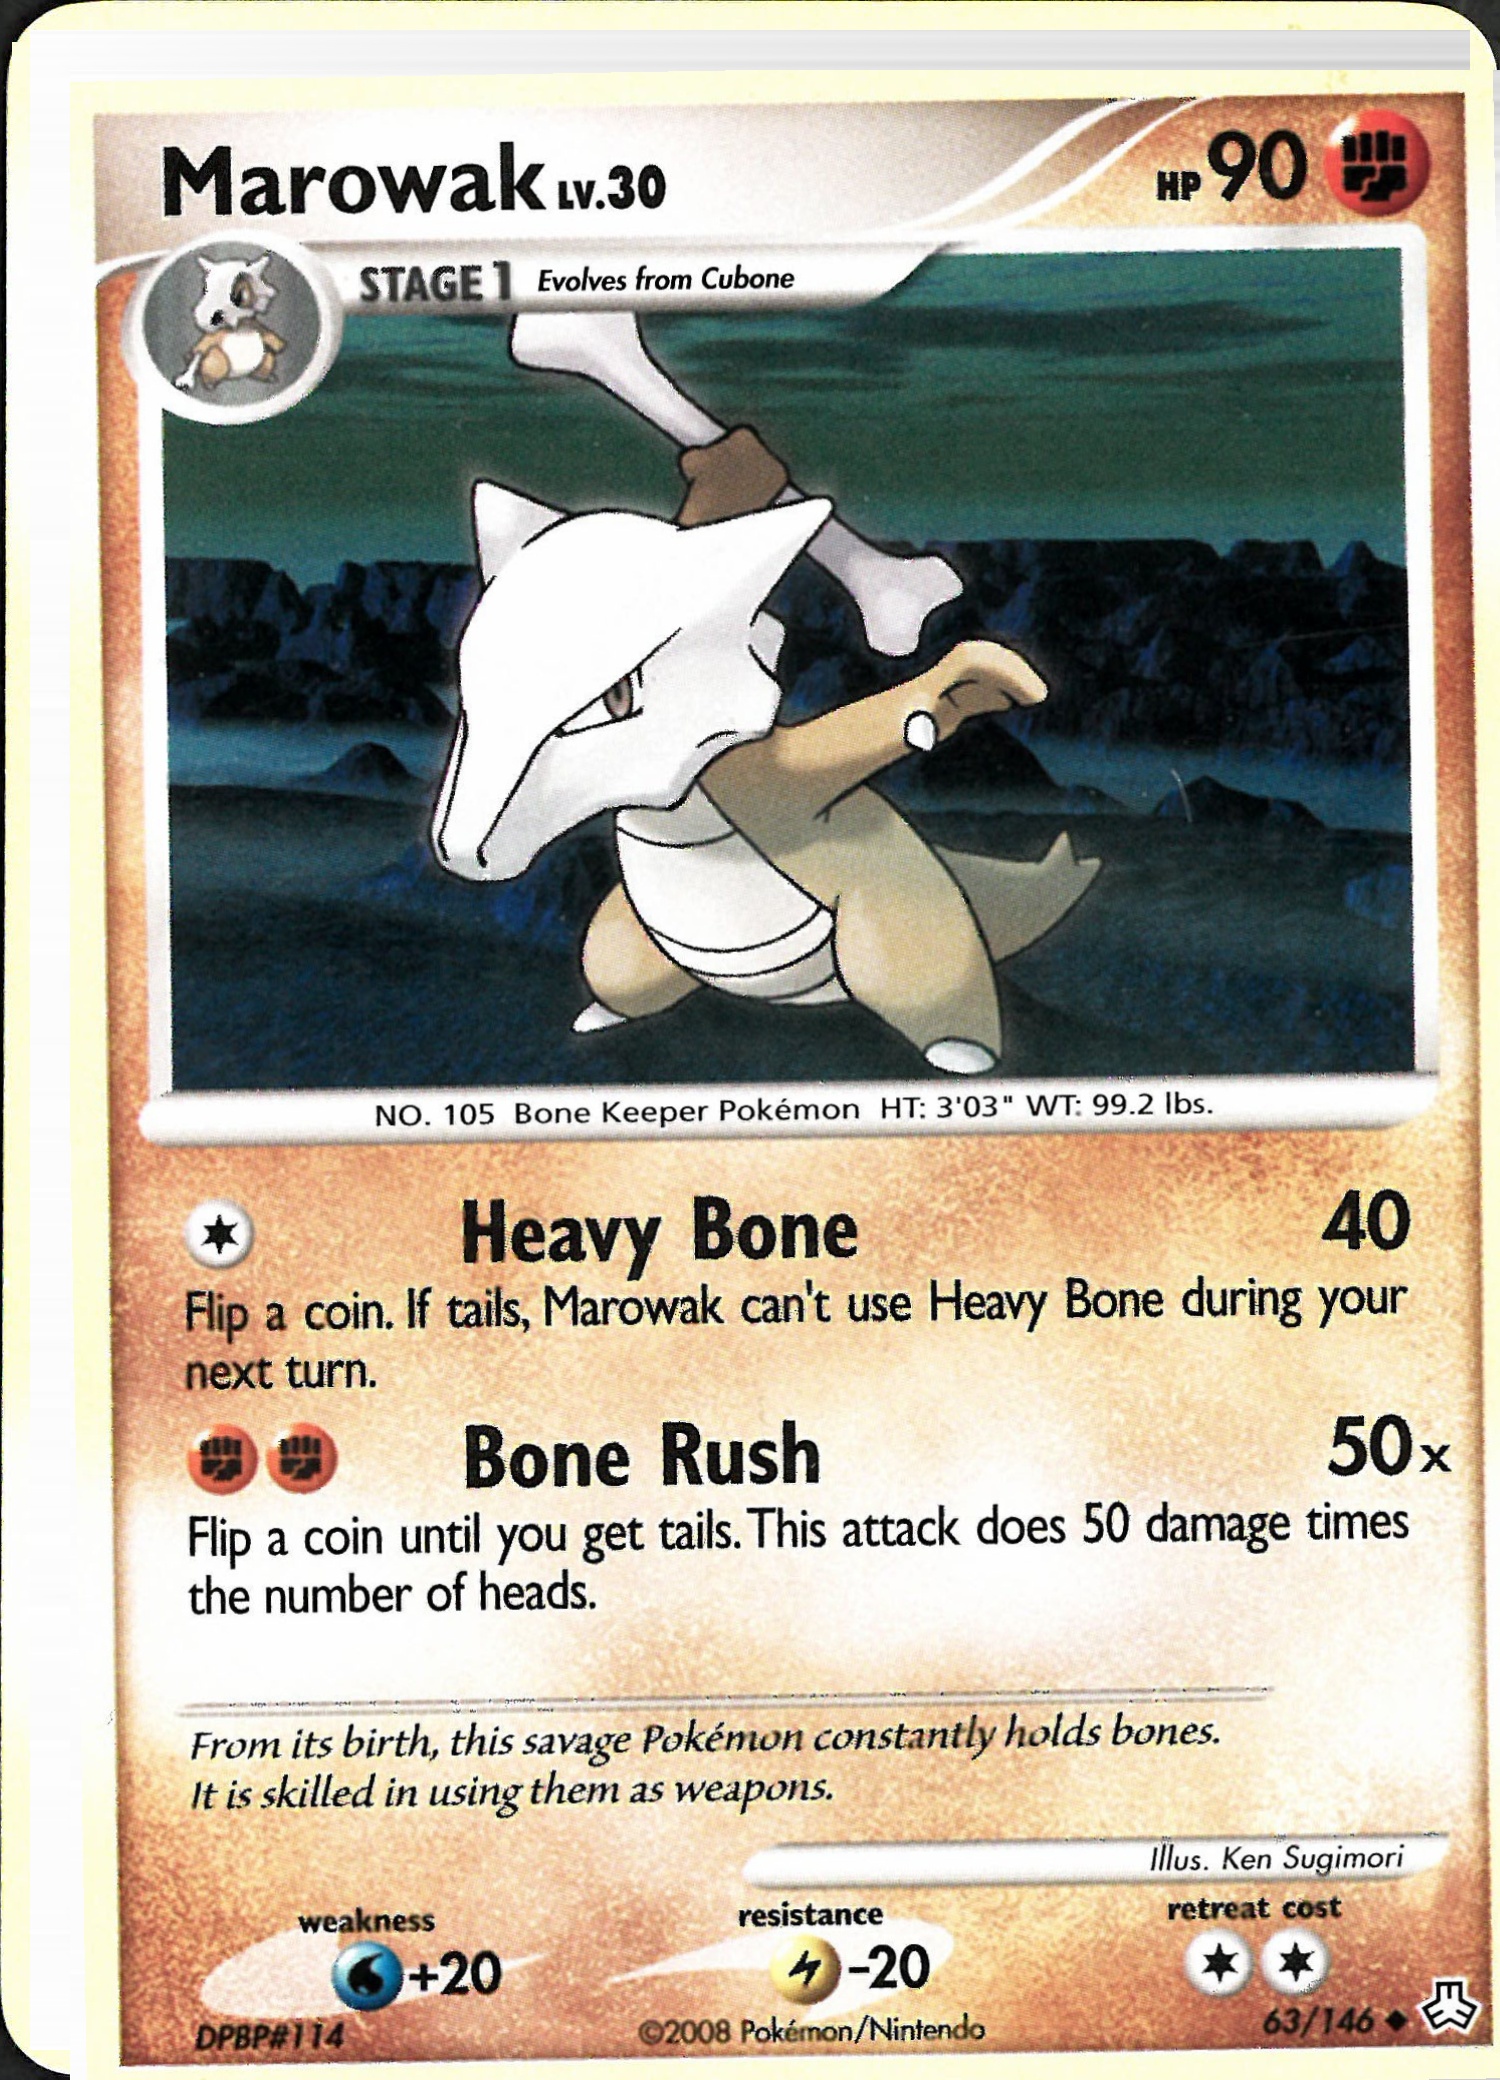 Marowak LV.30 HP 90
STAGE 1 Evolves from Cubone
NO. 105 Bone Keeper Pokémon HT: 3'03" WT: 99.2 lbs.
Heavy Bone 40
Flip a coin. If tails, Marowak can't use Heavy Bone during your
next turn.
Bone Rush 50x
Flip a coin until you get tails. This attack does 50 damage times
the number of heads.
From its birth, this savage Pokémon constantly holds bones.
It is skilled in using them as weapons.
Illus. Ken Sugimori
weakness resistance retreat cost
+20 -20
DPBP#114 ©2008 Pokémon/Nintendo 63/146